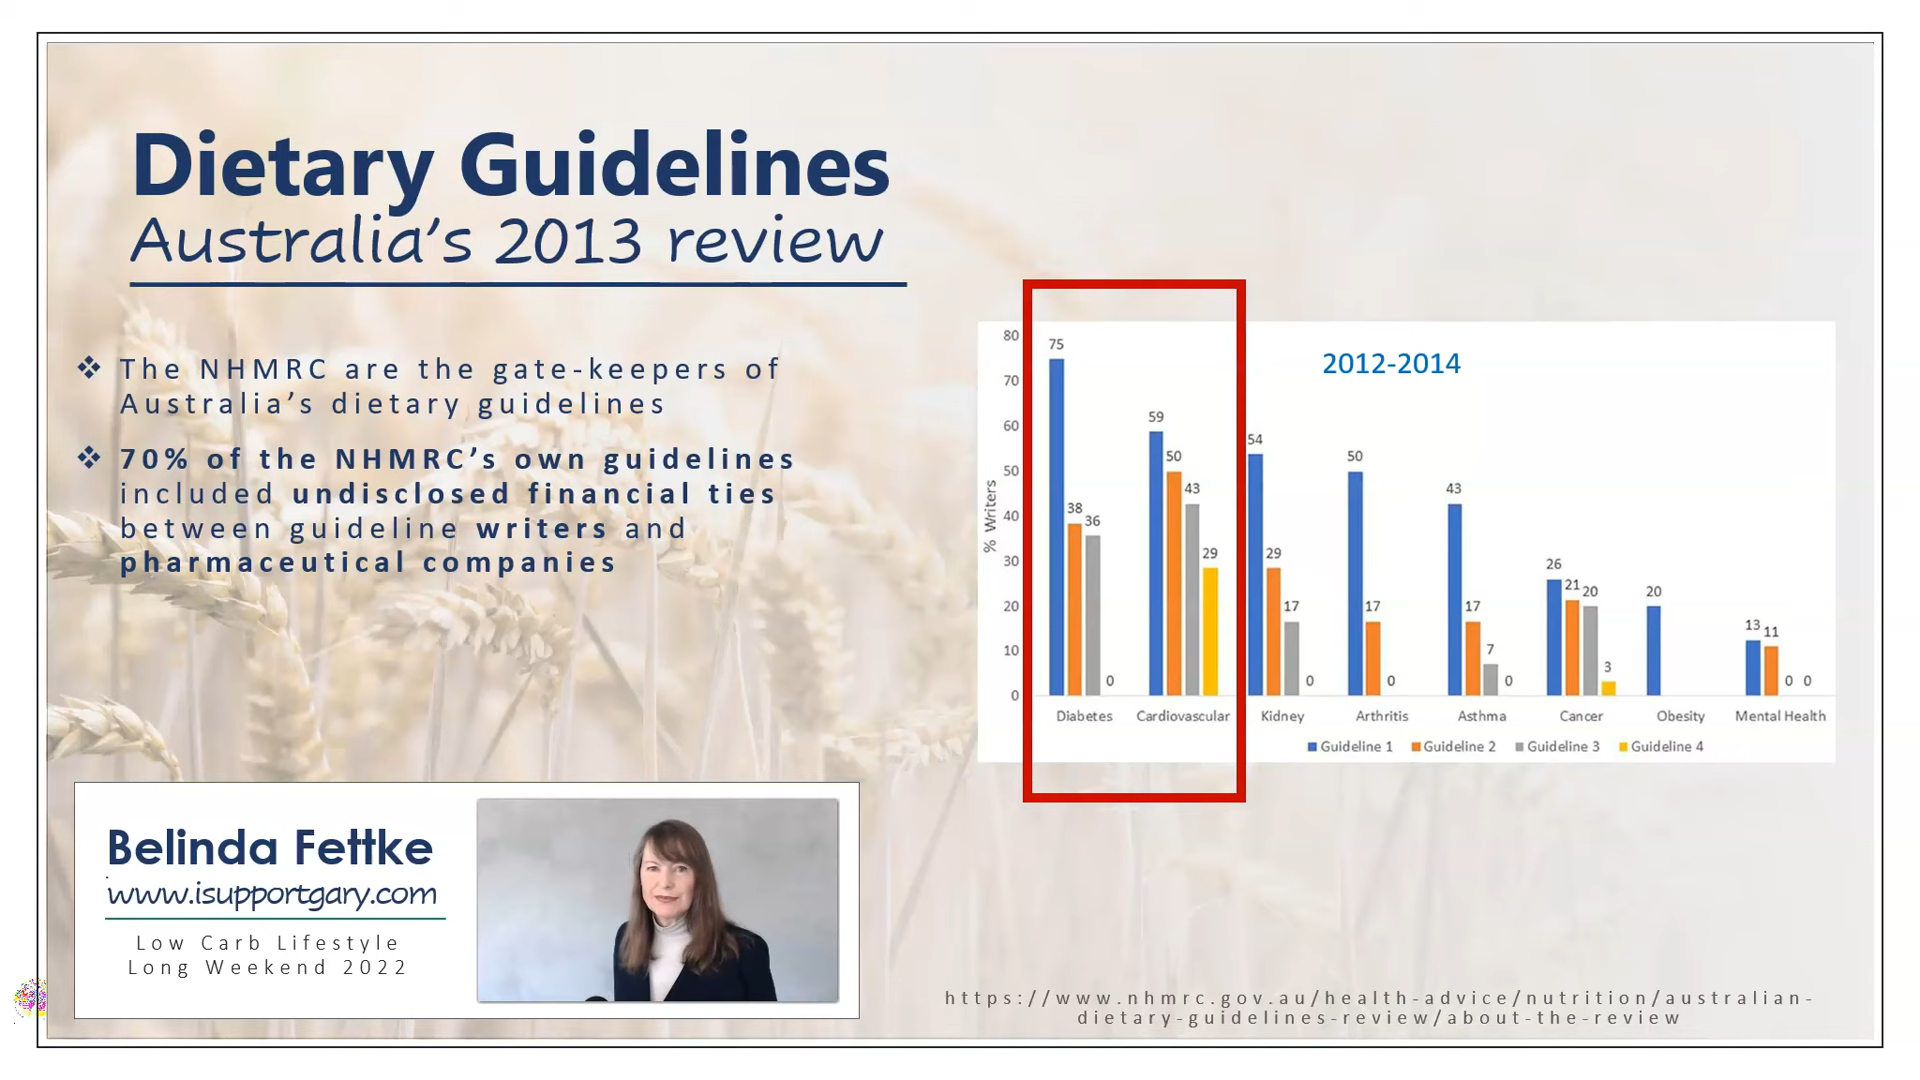 Dietary Guidelines
Australia's 2013 review
❖ The NHMRC are the gate-keepers of
Australia's dietary guidelines
❖ 70% of the NHMRC's own guidelines
included undisclosed financial ties
between guideline writers and
pharmaceutical companies
2012-2014
% Writers
80
70
60
50
40
30
20
10
0
75 38 36 0
59 50 43 29
54 29 17 0
50 17 0
43 17 7 0
26 21 20 3
20
13 11 0 0
Diabetes Cardiovascular Kidney Arthritis Asthma Cancer Obesity Mental Health
Guideline 1 Guideline 2 Guideline 3 Guideline 4
Belinda Fettke
www.isupportgary.com
Low Carb Lifestyle
Long Weekend 2022
https://www.nhmrc.gov.au/health-advice/nutrition/australian-
dietary-guidelines-review/about-the-review